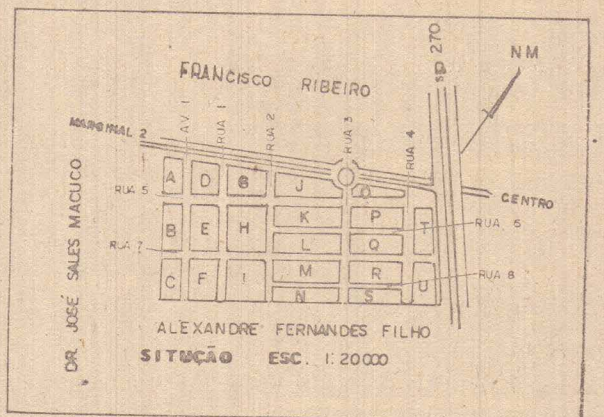 FRANCISCO RIBEIRO
SP 270
NM
MARGINAL 2
AV. 1
RUA 1
RUA 2
RUA 3
RUA 4
CENTRO
RUA 5
A D G J O
B E H K P T
RUA 6
L Q
RUA 7
C F I M R U
RUA 8
N S
DR. JOSÉ SALES MACUCO
ALEXANDRE FERNANDES FILHO
SITUÇÃO ESC. 1:20000